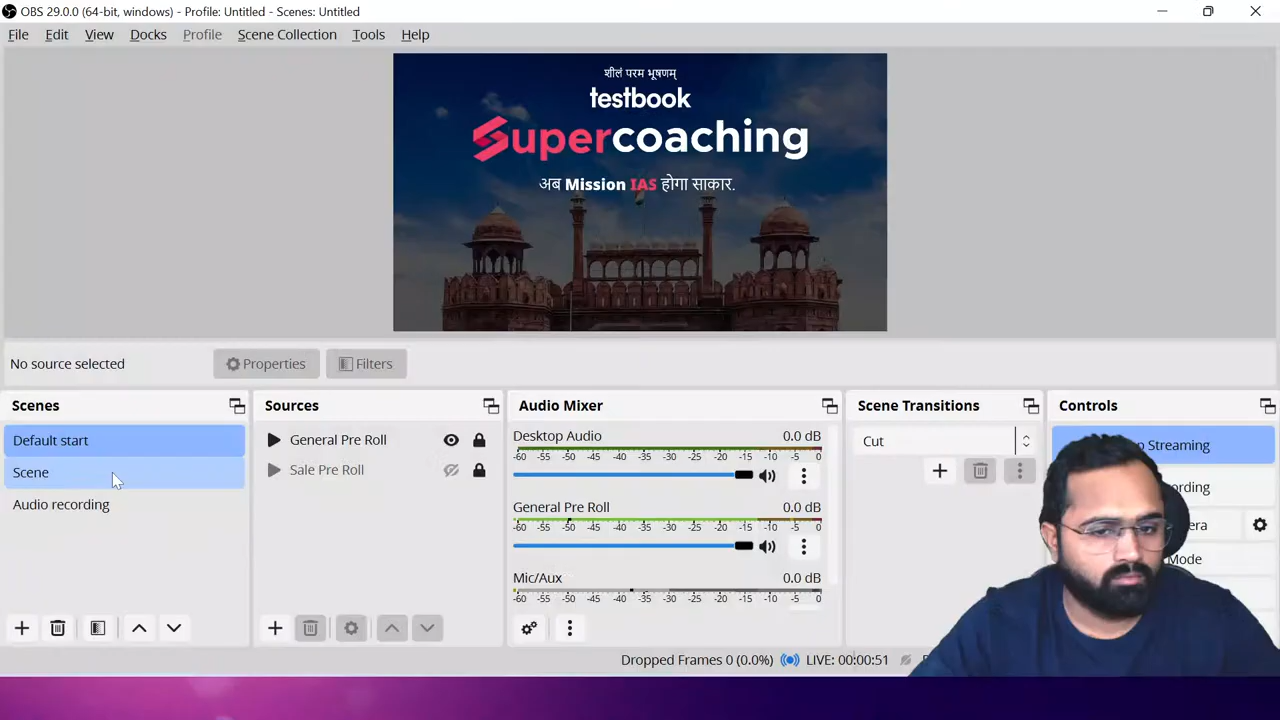 OBS 29.0.0 (64-bit, windows) - Profile: Untitled - Scenes: Untitled
File Edit View Docks Profile Scene Collection Tools Help
शीलं परम भूषणम्
testbook
Supercoaching
अब Mission IAS होगा साकार.
No source selected Properties Filters
Scenes Sources Audio Mixer Scene Transitions Controls
Default start
Scene
Audio recording
General Pre Roll
Sale Pre Roll
Desktop Audio 0.0 dB
-60 -55 -50 -45 -40 -35 -30 -25 -20 -15 -10 -5 0
General Pre Roll 0.0 dB
-60 -55 -50 -45 -40 -35 -30 -25 -20 -15 -10 -5 0
Mic/Aux 0.0 dB
-60 -55 -50 -45 -40 -35 -30 -25 -20 -15 -10 -5 0
Cut
Streaming
Mode
Dropped Frames 0 (0.0%) LIVE: 00:00:51